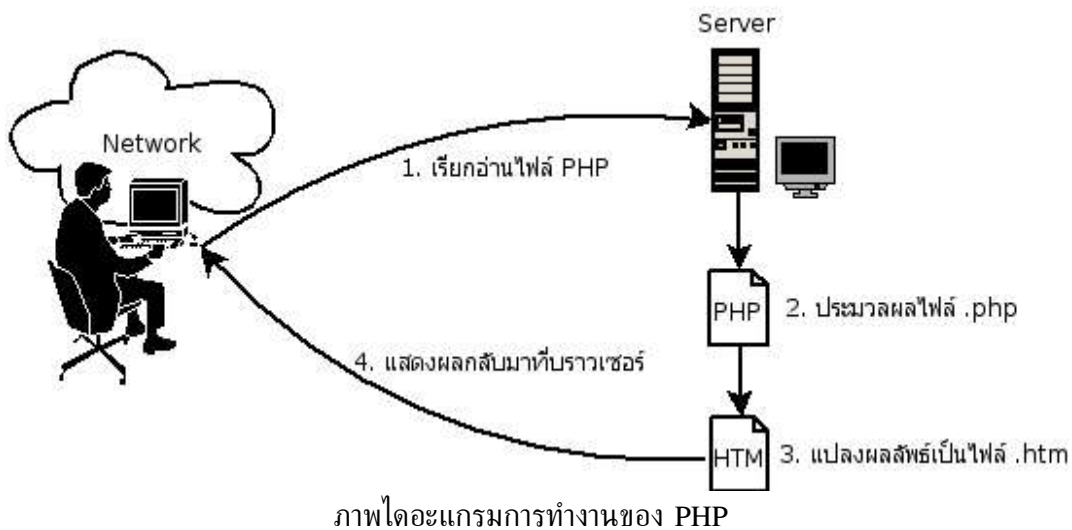 Server
Network
1. เรียกอ่านไฟล์ PHP
PHP
2. ประมวลผลไฟล์ .php
4. แสดงผลกลับมาที่บราวเซอร์
HTM
3. แปลงผลลัพธ์เป็นไฟล์ .htm
ภาพไดอะแกรมการทำงานของ PHP